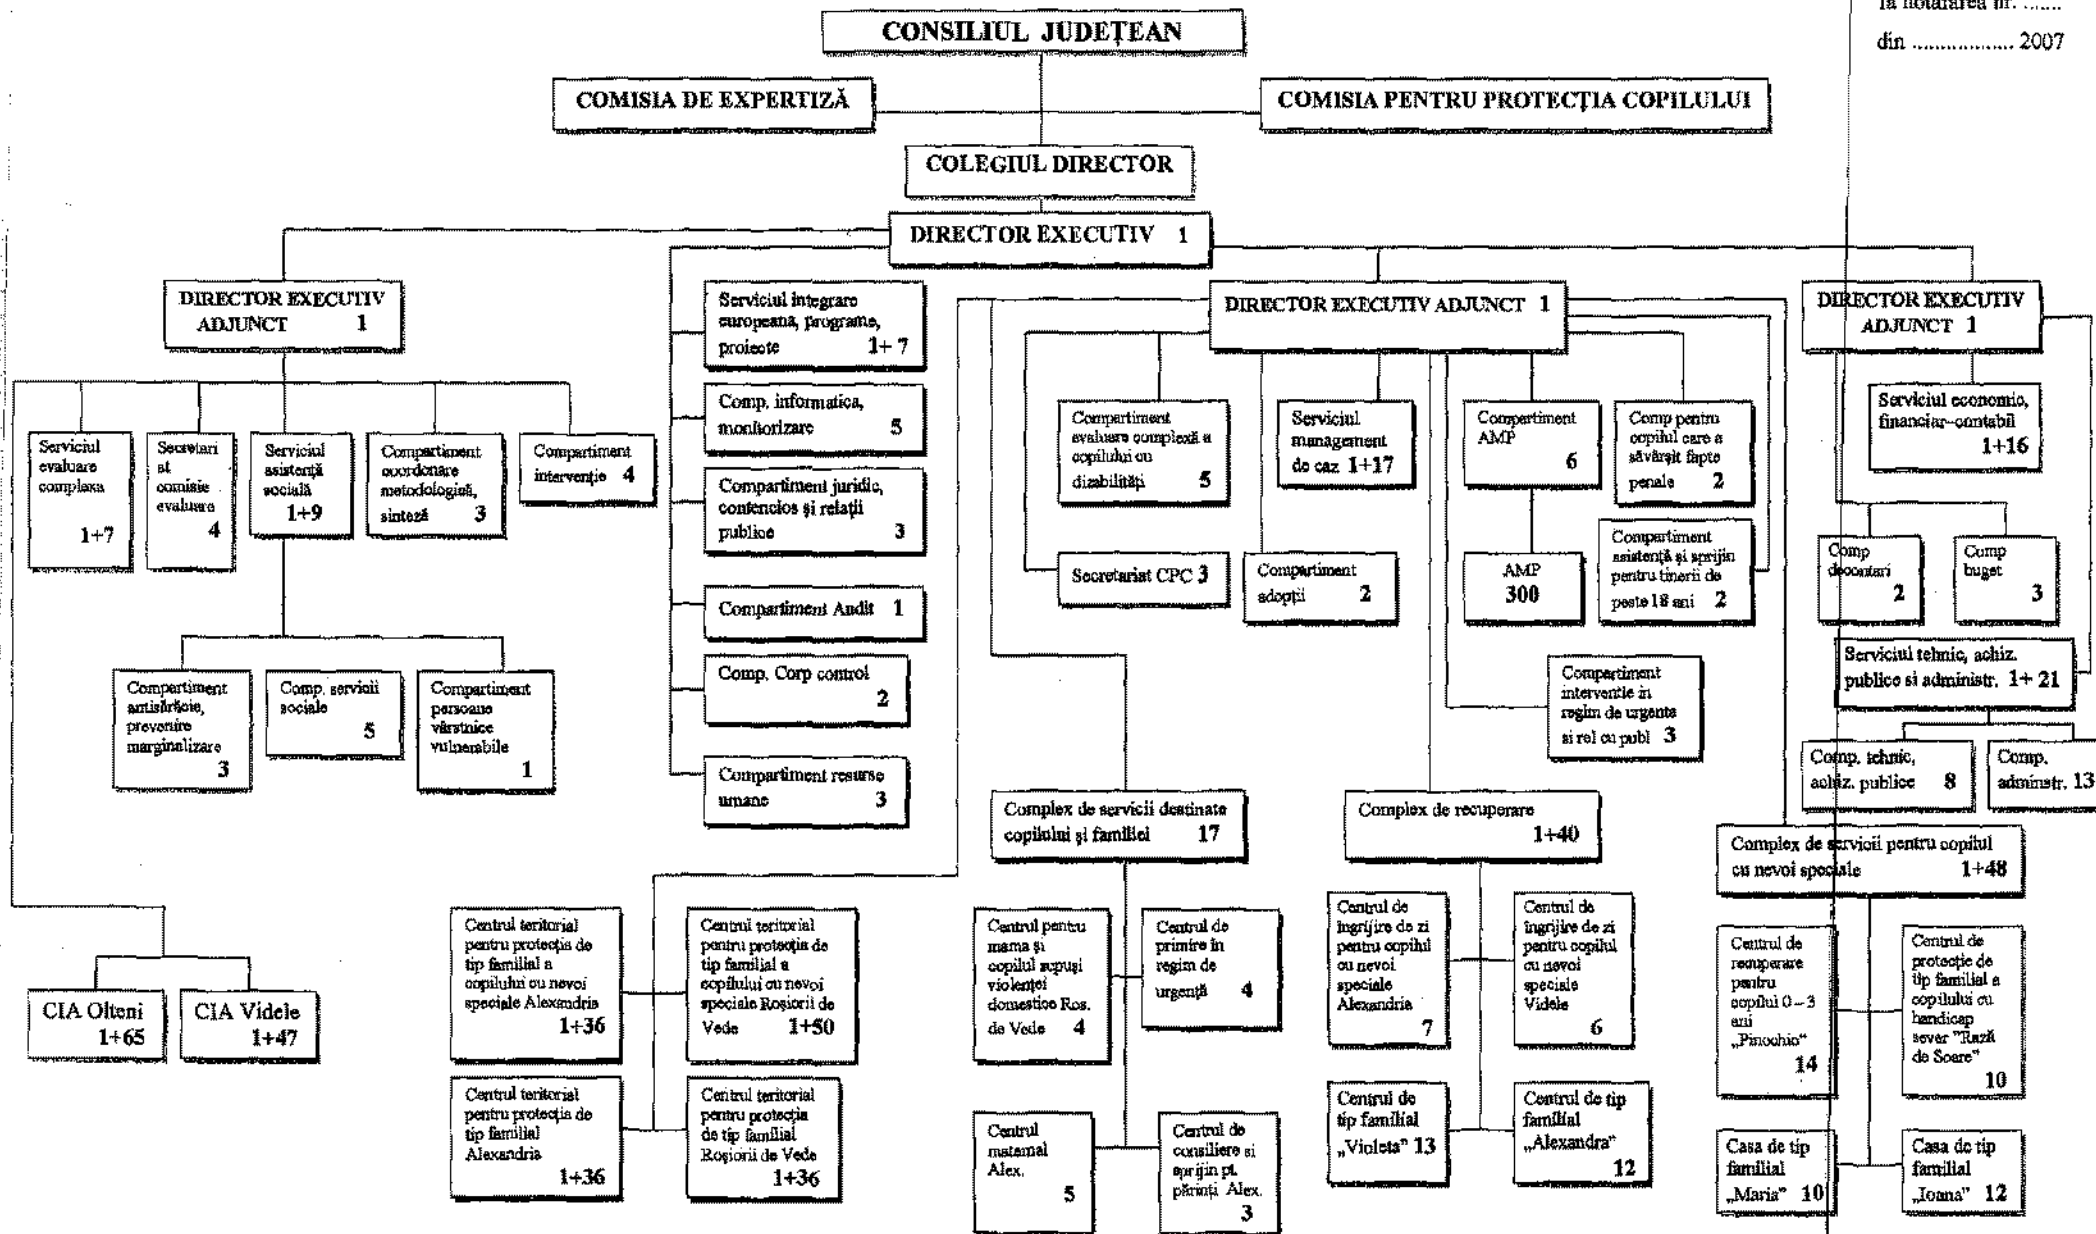 la hotărârea nr. .......
din .................. 2007
CONSILIUL JUDEȚEAN
COMISIA DE EXPERTIZĂ
COMISIA PENTRU PROTECȚIA COPILULUI
COLEGIUL DIRECTOR
DIRECTOR EXECUTIV 1
DIRECTOR EXECUTIV
ADJUNCT 1
Serviciul evaluare
complexa
1+7
Secretari
at
comisie
evaluare
4
Serviciul
asistență
socială
1+9
Compartiment
coordonare
metodologică,
sinteză 3
Compartiment
intervenție 4
Compartiment
antisărăcie,
prevenire
marginalizare
3
Comp. servicii
sociale
5
Compartiment
persoane
vârstnice
vulnerabile
1
CIA Olteni
1+65
CIA Videle
1+47
Serviciul integrare
europeană, programe,
proiecte 1+ 7
Comp. informatica,
monitorizare 5
Compartiment juridic,
contencios și relații
publice 3
Compartiment Audit 1
Comp. Corp control
2
Compartiment resurse
umane 3
DIRECTOR EXECUTIV ADJUNCT 1
Compartiment
evaluare complexă a
copilului cu
dizabilități 5
Serviciul
management
de caz 1+17
Compartiment
AMP
6
Comp pentru
copilul care a
săvârșit fapte
penale 2
Secretariat CPC 3
Compartiment
adopții 2
AMP
300
Compartiment
asistență și sprijin
pentru tinerii de
peste 18 ani 2
Compartiment
interventie in
regim de urgenta
si rel cu publ 3
Centrul teritorial
pentru protecția de
tip familial a
copilului cu nevoi
speciale Alexandria
1+36
Centrul teritorial
pentru protecția de
tip familial a
copilului cu nevoi
speciale Roșiorii de
Vede 1+50
Centrul teritorial
pentru protecția de
tip familial
Alexandria
1+36
Centrul teritorial
pentru protecția
de tip familial
Roșiorii de Vede
1+36
Complex de servicii destinate
copilului și familiei 17
Centrul pentru
mama și
copilul supuși
violenței
domestice Ros.
de Vede 4
Centrul de
primire în
regim de
urgență 4
Centrul
maternal
Alex.
5
Centrul de
consiliere si
sprijin pt.
părinți Alex.
3
Complex de recuperare
1+40
Centrul de
îngrijire de zi
pentru copilul
cu nevoi
speciale
Alexandria
7
Centrul de
îngrijire de zi
pentru copilul
cu nevoi
speciale
Videle
6
Centrul de
tip familial
„Violeta” 13
Centrul de tip
familial
„Alexandra”
12
DIRECTOR EXECUTIV
ADJUNCT 1
Serviciul economic,
financiar-contabil
1+16
Comp
decontari
2
Comp
buget
3
Serviciul tehnic, achiz.
publice si administr. 1+ 21
Comp. tehnic,
achiz. publice 8
Comp.
adminstr. 13
Complex de servicii pentru copilul
cu nevoi speciale 1+48
Centrul de
recuperare
pentru
copilul 0 – 3
ani
„Pinochio”
14
Centrul de
protecție de
tip familial a
copilului cu
handicap
sever "Rază
de Soare"
10
Casa de tip
familial
„Maria” 10
Casa de tip
familial
„Ioana” 12